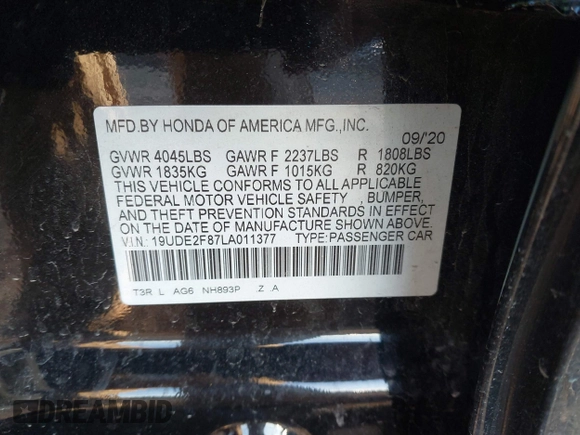 MFD.BY HONDA OF AMERICA MFG.,INC.
09/'20
GVWR 4045LBS GAWR F 2237LBS R 1808LBS
GVWR 1835KG GAWR F 1015KG R 820KG
THIS VEHICLE CONFORMS TO ALL APPLICABLE
FEDERAL MOTOR VEHICLE SAFETY , BUMPER,
AND THEFT PREVENTION STANDARDS IN EFFECT
ON THE DATE OF MANUFACTURE SHOWN ABOVE.
V.I.N.: 19UDE2F87LA011377 TYPE:PASSENGER CAR
T3R L AG6 NH893P .Z .A
DREAMBID